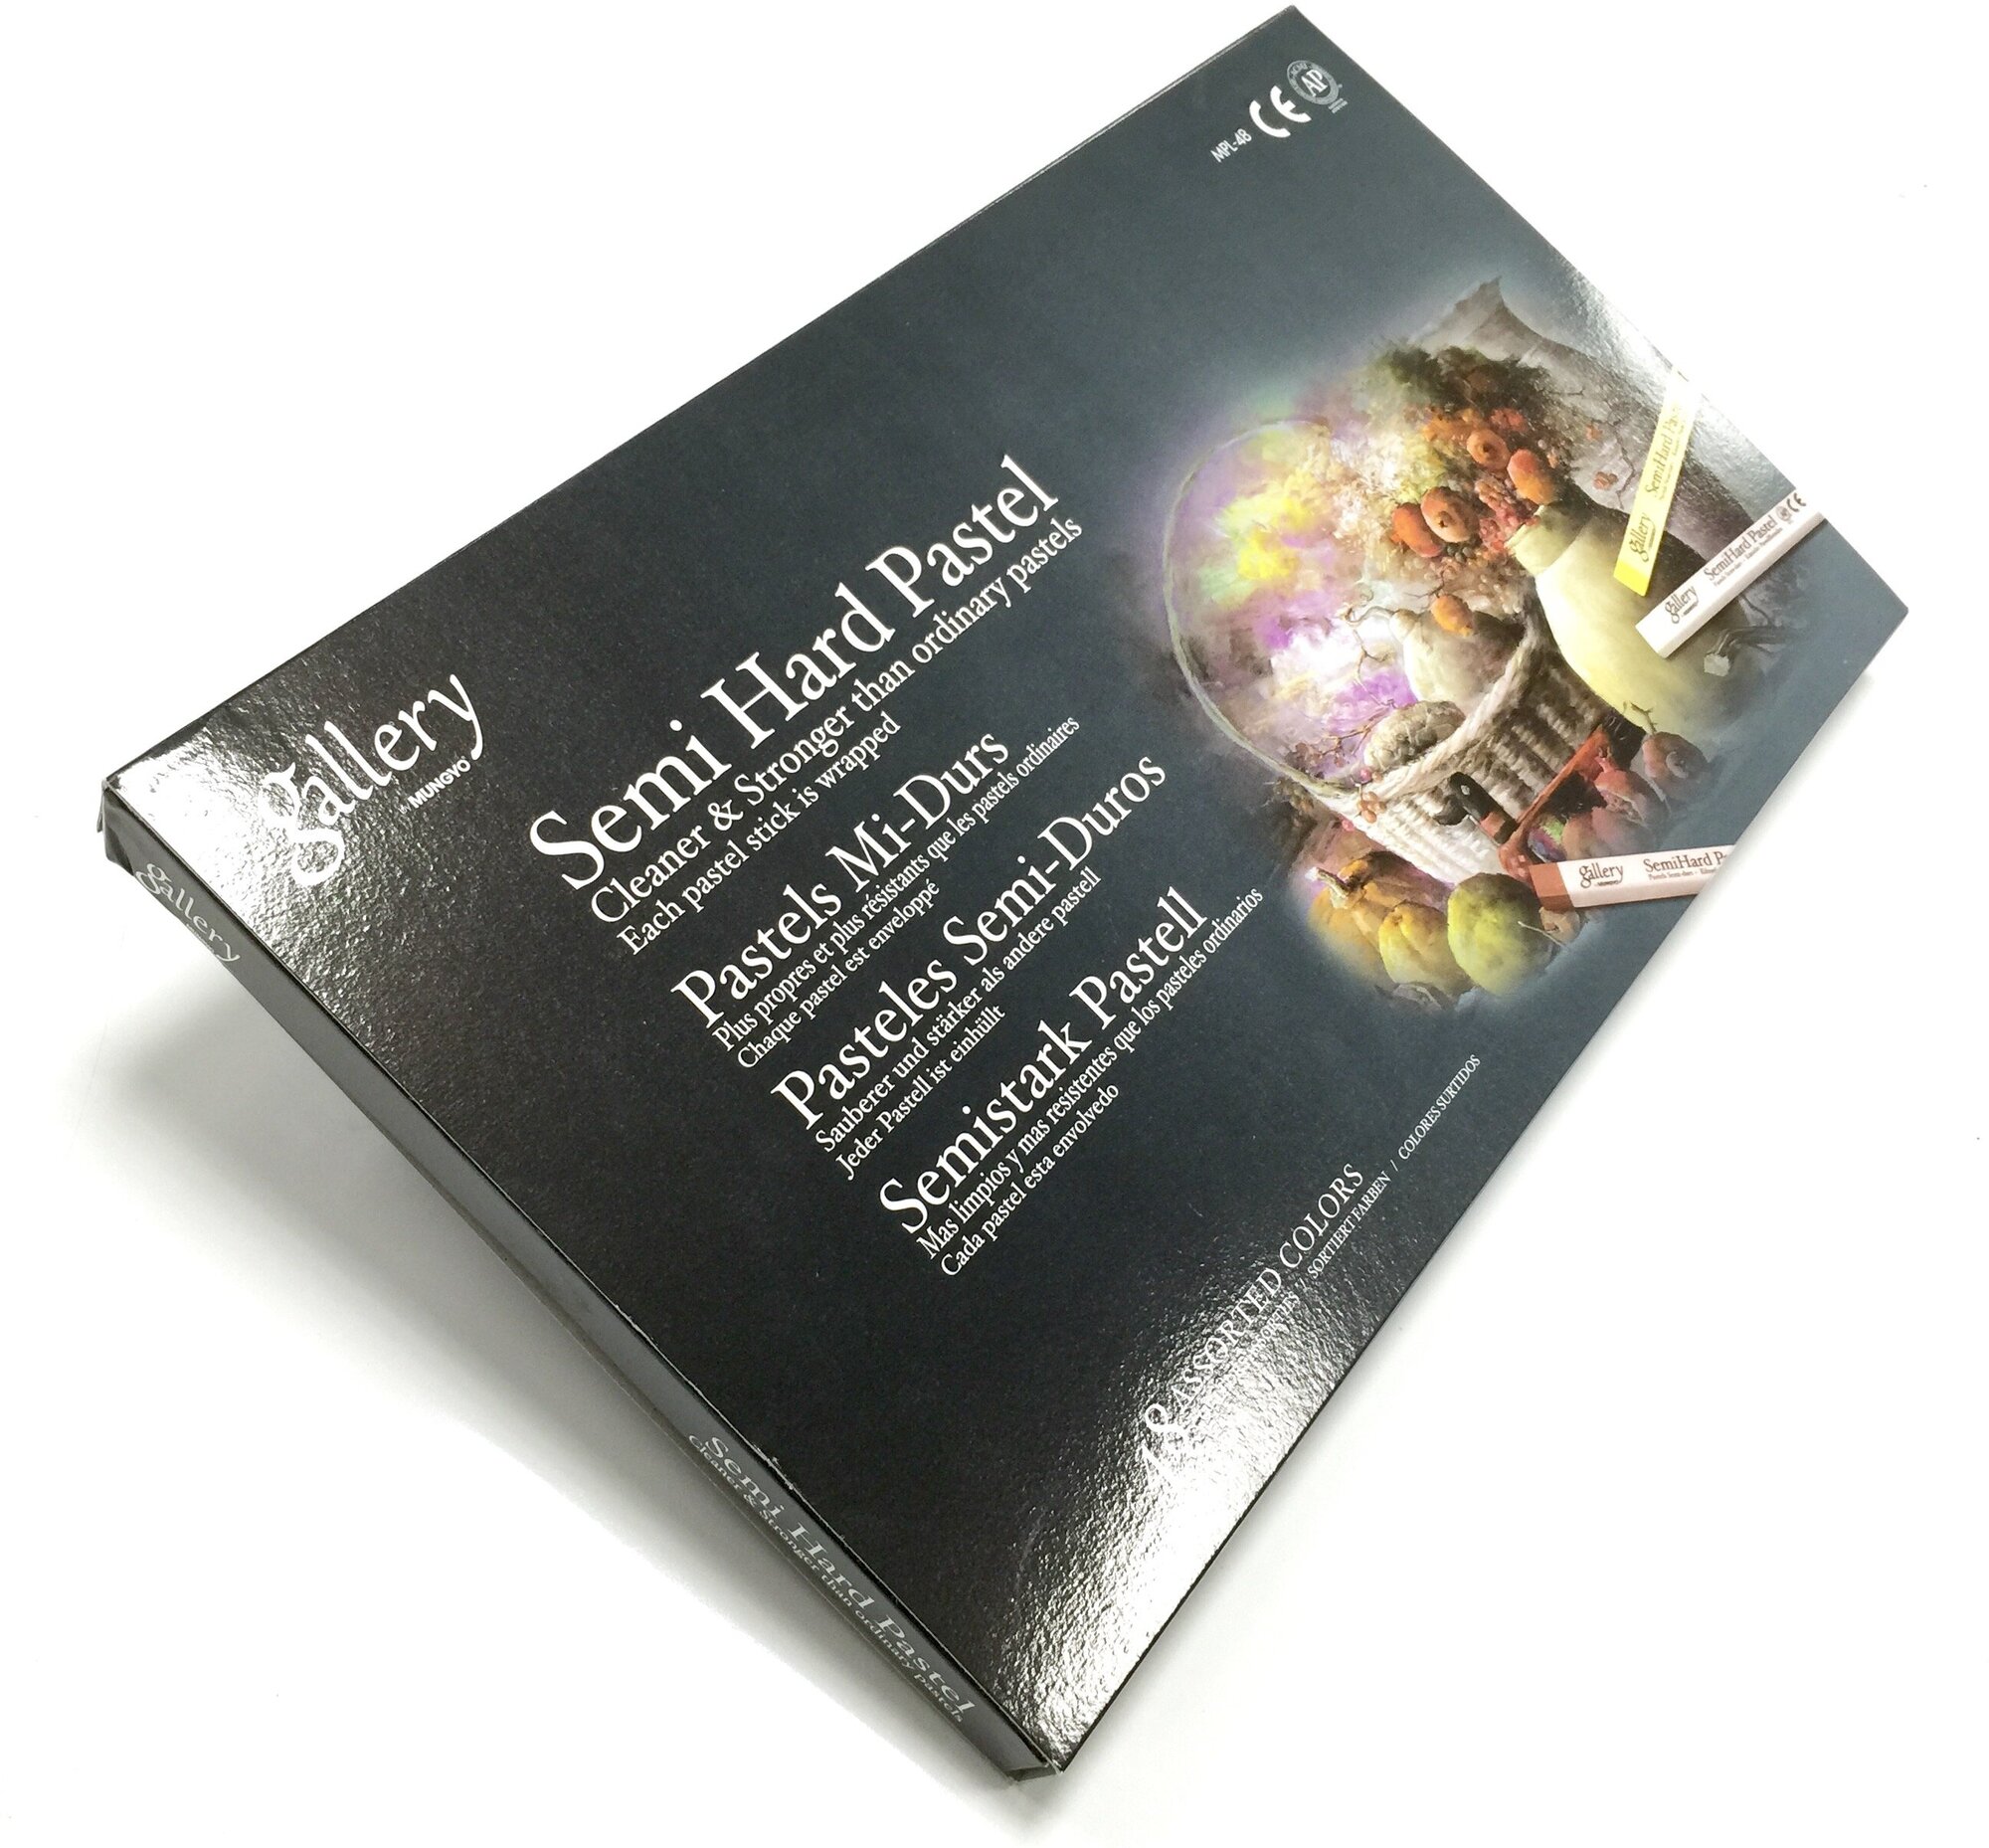 MPL-48 CE AP
gallery
by MUNGYO
Semi Hard Pastel
Cleaner & Stronger than ordinary pastels
Each pastel stick is wrapped
Pastels Mi-Durs
Plus propres et plus résistants que les pastels ordinaires
Chaque pastel est enveloppé
Pasteles Semi-Duros
Sauberer und stärker als andere pastell
Jeder Pastell ist einhüllt
Semistark Pastell
Mas limpios y mas resistentes que los pasteles ordinarios
Cada pastel esta envolvedo
48 ASSORTED COLORS
/ SORTIERT FARBEN / COLORES SURTIDOS
gallery SemiHard Pastel
gallery SemiHard Pastel CE
gallery SemiHard P
gallery
Semi Hard Pastel
Cleaner & Stronger than ordinary pastels